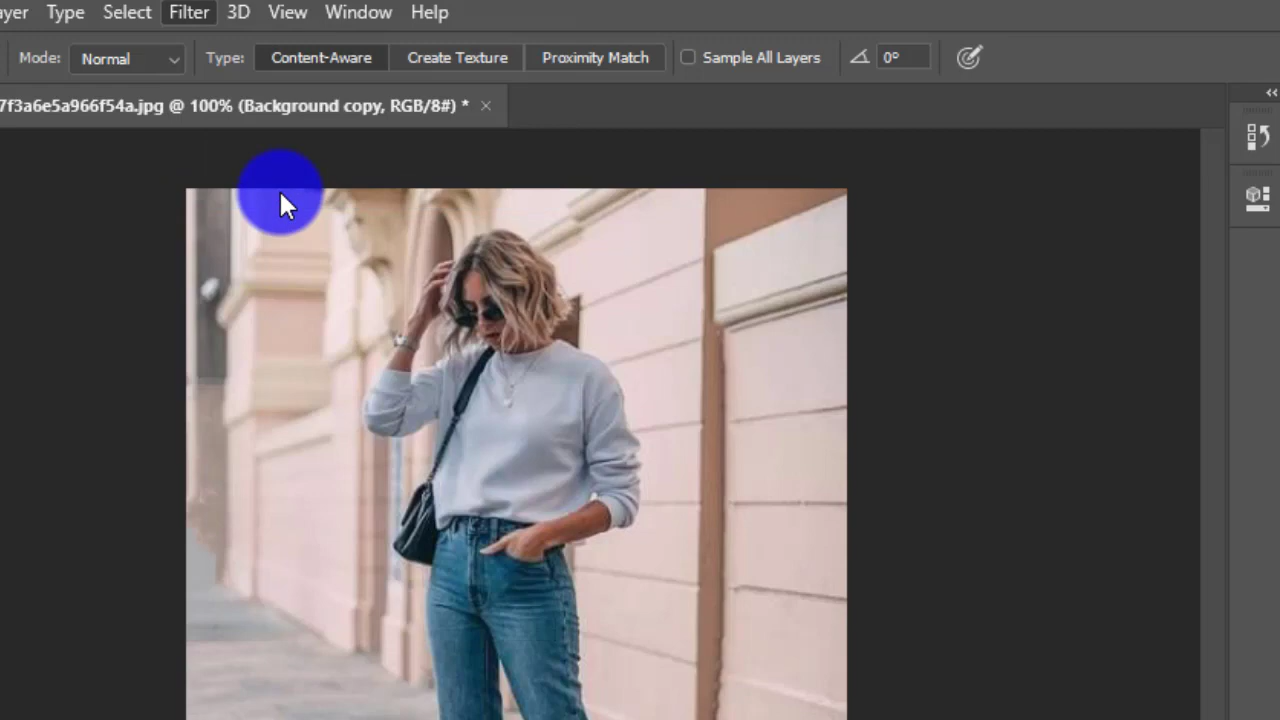 ayer Type Select Filter 3D View Window Help
Mode: Normal Type: Content-Aware Create Texture Proximity Match Sample All Layers 0°
7f3a6e5a966f54a.jpg @ 100% (Background copy, RGB/8#) *